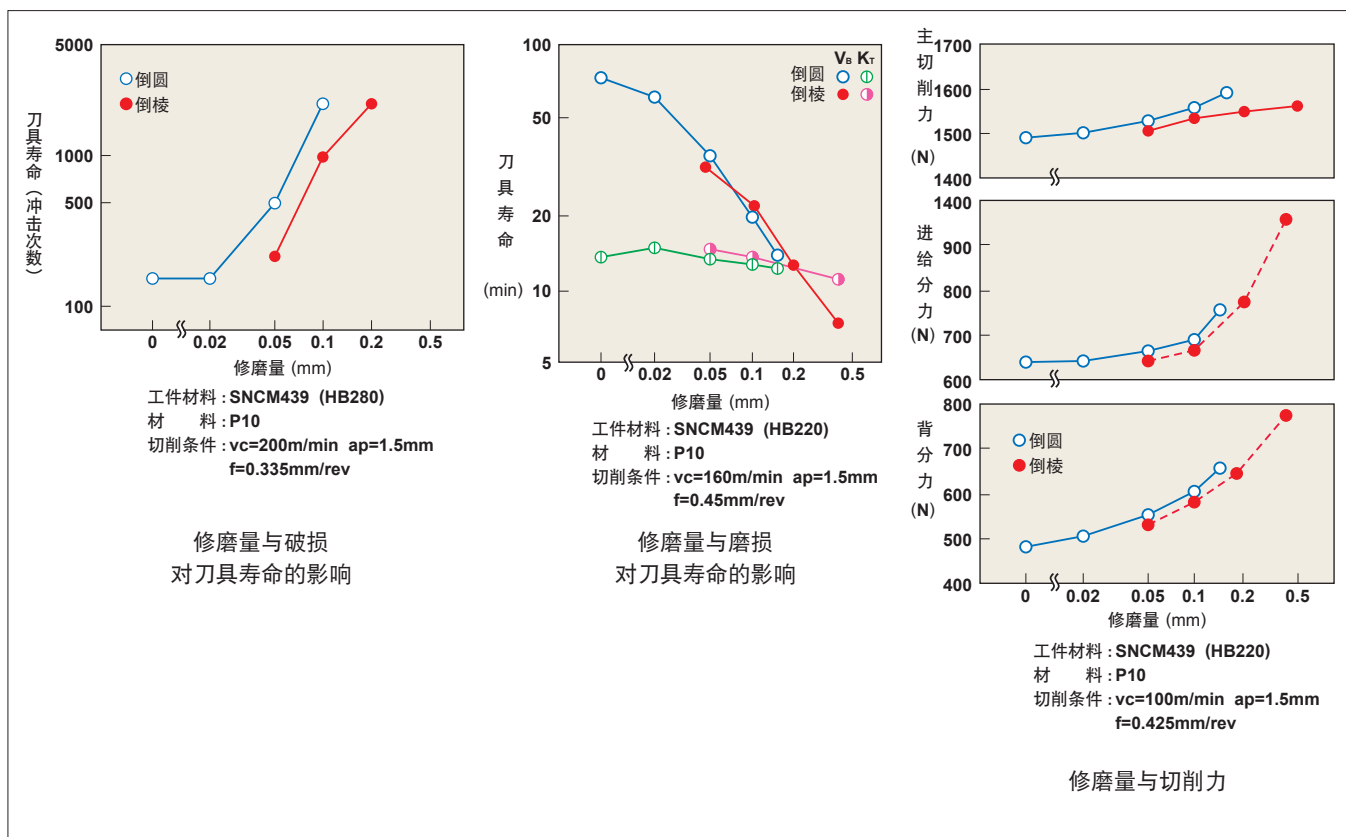 5000
1000
500
100
刀具寿命（冲击次数）
倒圆
倒棱
0 0.02 0.05 0.1 0.2 0.5
修磨量 (mm)
工件材料 : SNCM439 (HB280)
材 料 : P10
切削条件 : vc=200m/min ap=1.5mm
f=0.335mm/rev
修磨量与破损
对刀具寿命的影响
100
50
20
10
5
刀具寿命
(min)
VB KT
倒圆
倒棱
0 0.02 0.05 0.1 0.2 0.5
修磨量 (mm)
工件材料 : SNCM439 (HB220)
材 料 : P10
切削条件 : vc=160m/min ap=1.5mm
f=0.45mm/rev
修磨量与磨损
对刀具寿命的影响
主切削力
(N)
1700
1600
1500
1400
进给分力
(N)
1400
900
800
700
600
背分力
(N)
800
700
600
500
400
倒圆
倒棱
0 0.02 0.05 0.1 0.2 0.5
修磨量 (mm)
工件材料 : SNCM439 (HB220)
材 料 : P10
切削条件 : vc=100m/min ap=1.5mm
f=0.425mm/rev
修磨量与切削力